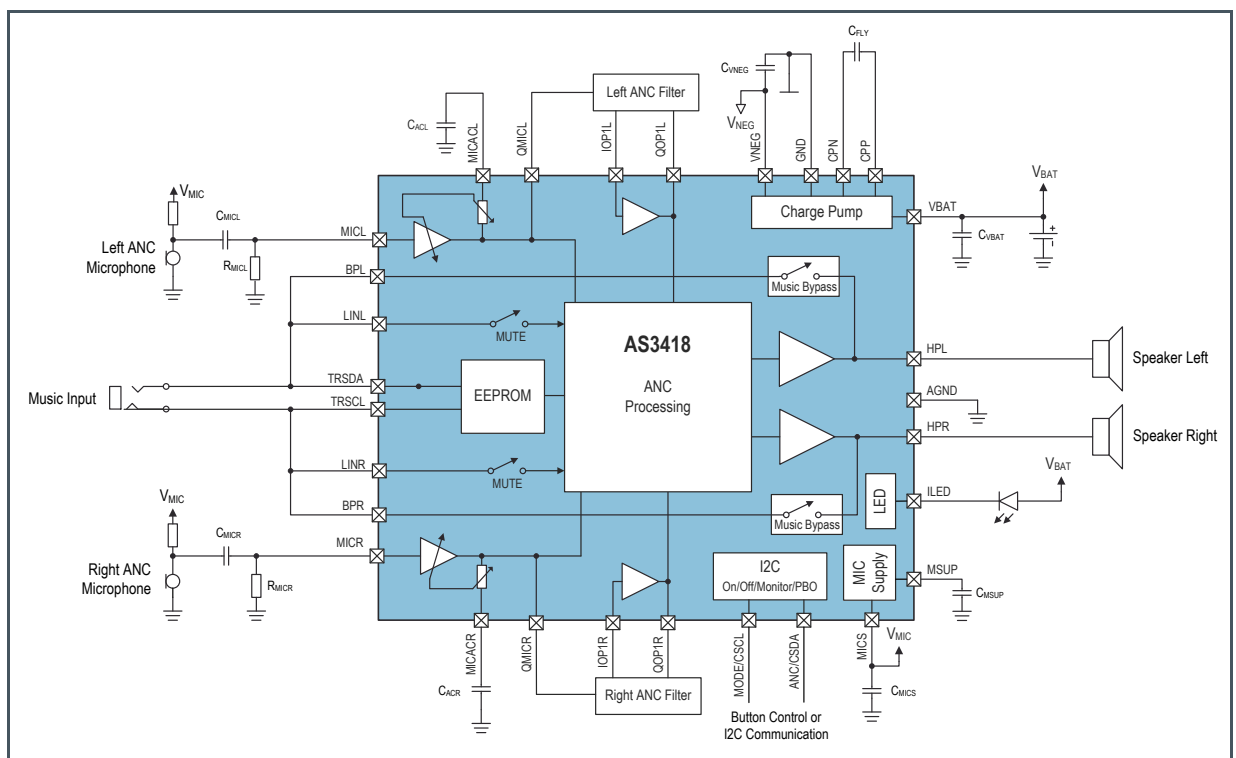 CFLY
CVNEG
Left ANC Filter
VNEG
CACL
MICACL
QMICL
IOP1L
QOP1L
VNEG
GND
CPN
CPP
VMIC
VBAT
Charge Pump
VBAT
CMICL
CVBAT
+
-
MICL
Left ANC
Microphone
RMICL
BPL
Music Bypass
LINL
MUTE
AS3418
HPL
Speaker Left
TRSDA
EEPROM
ANC
Processing
Music Input
TRSCL
AGND
HPR
Speaker Right
LINR
MUTE
VBAT
VMIC
ILED
LED
BPR
Music Bypass
CMICR
MICR
I2C
On/Off/Monitor/PBO
MIC
Supply
MSUP
Right ANC
Microphone
RMICR
CMSUP
MICACR
QMICR
IOP1R
QOP1R
MODE/CSCL
ANC/CSDA
MICS
VMIC
CACR
Right ANC Filter
CMICS
Button Control or
I2C Communication